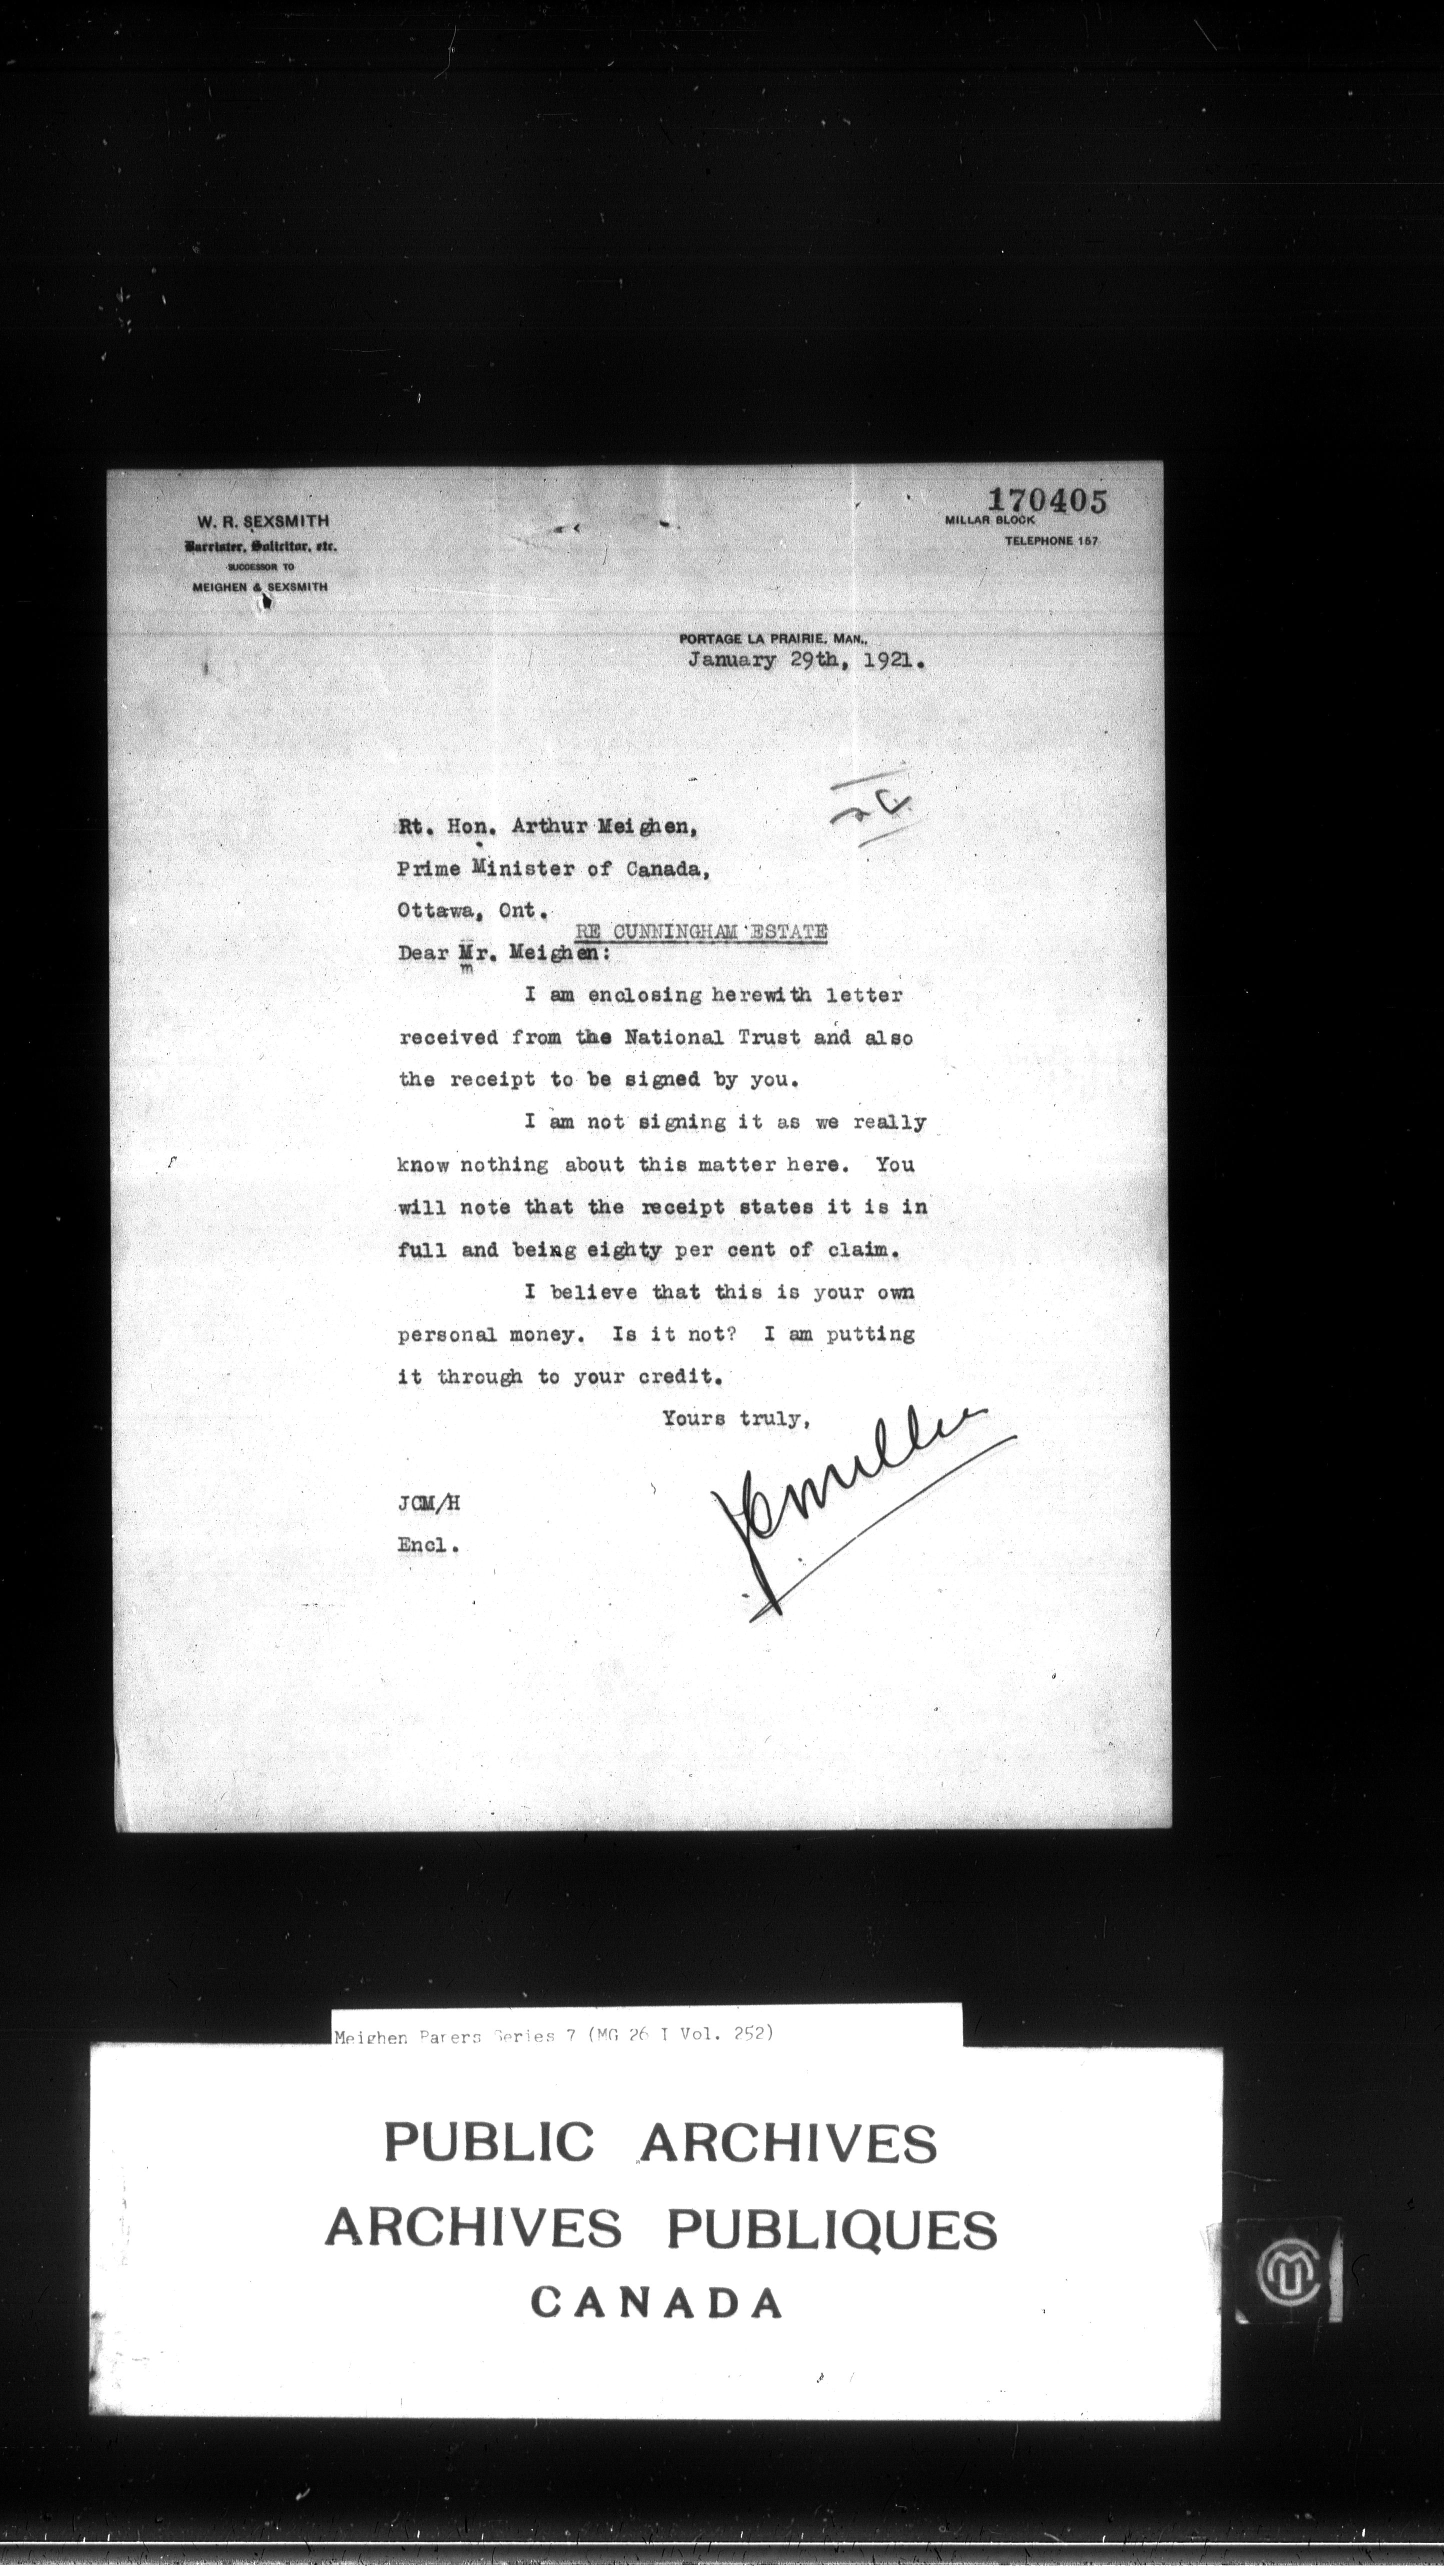 170405
W. R. SEXSMITH
Barrister, Solicitor, etc.
SUCCESSOR TO
MEIGHEN & SEXSMITH
MILLAR BLOCK
TELEPHONE 157
PORTAGE LA PRAIRIE, MAN.,
January 29th, 1921.
Rt. Hon. Arthur Meighen,
Prime Minister of Canada,
Ottawa, Ont.
RE CUNNINGHAM ESTATE
Dear Mr. Meighen:
m
I am enclosing herewith letter
received from the National Trust and also
the receipt to be signed by you.
I am not signing it as we really
know nothing about this matter here. You
will note that the receipt states it is in
full and being eighty per cent of claim.
I believe that this is your own
personal money. Is it not? I am putting
it through to your credit.
Yours truly,
JCMiller
JCM/H
Encl.
Meighen Papers Series 7 (MG 26 I Vol. 252)
PUBLIC ARCHIVES
ARCHIVES PUBLIQUES
CANADA